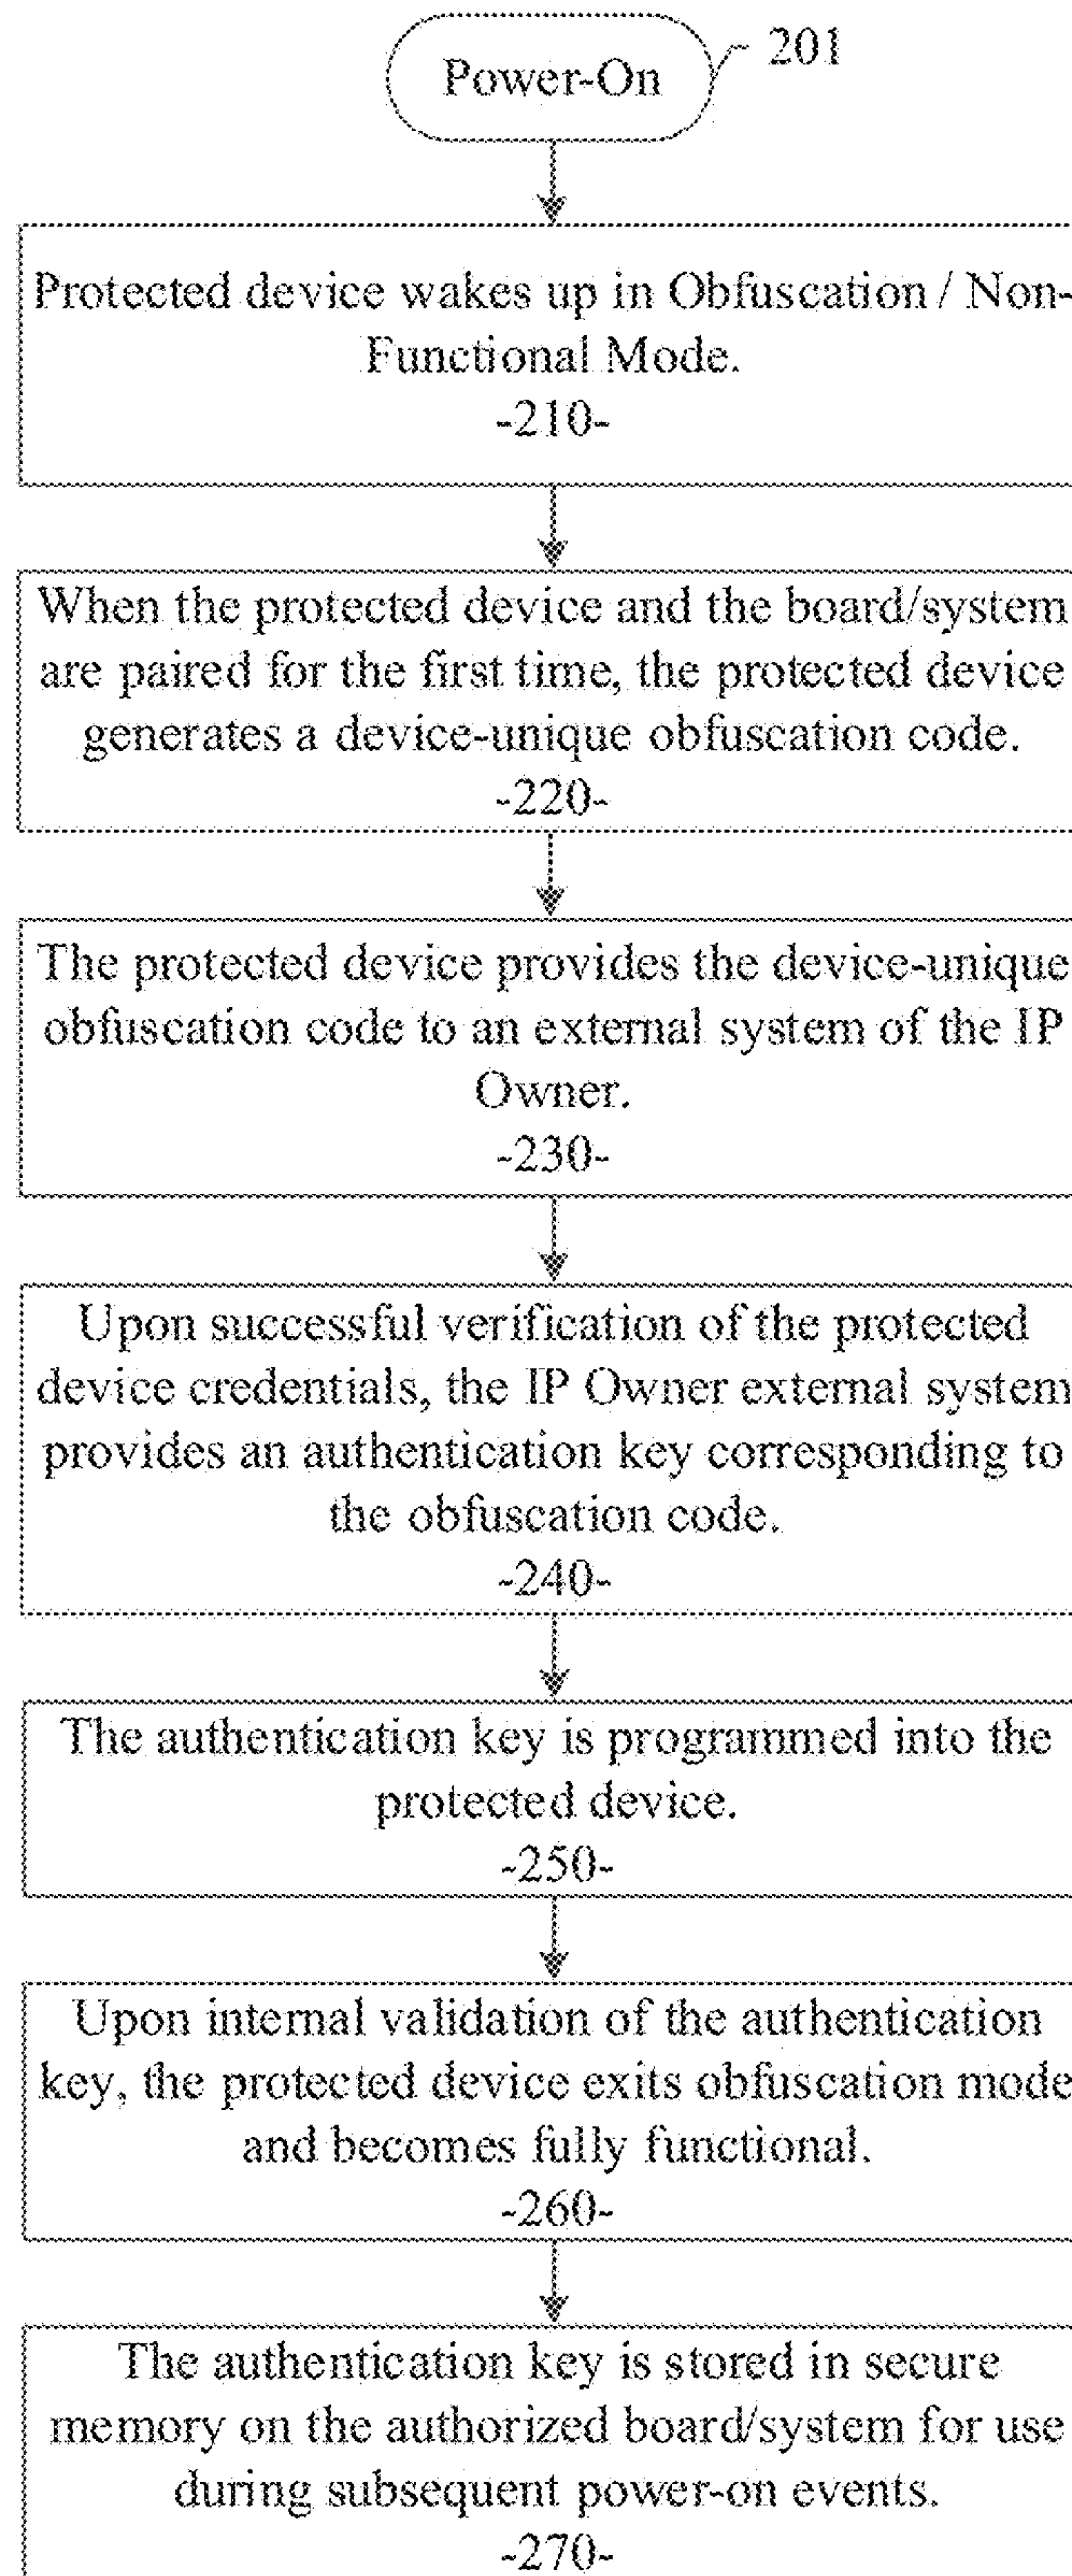 Power-On
201
Protected device wakes up in Obfuscation / Non-
Functional Mode.
-210-
When the protected device and the board/system
are paired for the first time, the protected device
generates a device-unique obfuscation code.
-220-
The protected device provides the device-unique
obfuscation code to an external system of the IP
Owner.
-230-
Upon successful verification of the protected
device credentials, the IP Owner external system
provides an authentication key corresponding to
the obfuscation code.
-240-
The authentication key is programmed into the
protected device.
-250-
Upon internal validation of the authentication
key, the protected device exits obfuscation mode
and becomes fully functional.
-260-
The authentication key is stored in secure
memory on the authorized board/system for use
during subsequent power-on events.
-270-